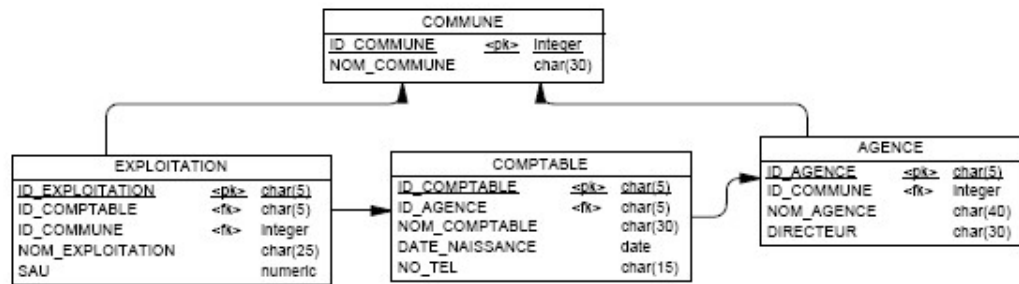 COMMUNE
ID_COMMUNE <pk> Integer
NOM_COMMUNE char(30)
EXPLOITATION
ID_EXPLOITATION <pk> char(5)
ID_COMPTABLE <fk> char(5)
ID_COMMUNE <fk> Integer
NOM_EXPLOITATION char(25)
SAU numeric
COMPTABLE
ID_COMPTABLE <pk> char(5)
ID_AGENCE <fk> char(5)
NOM_COMPTABLE char(30)
DATE_NAISSANCE date
NO_TEL char(15)
AGENCE
ID_AGENCE <pk> char(5)
ID_COMMUNE <fk> Integer
NOM_AGENCE char(40)
DIRECTEUR char(30)